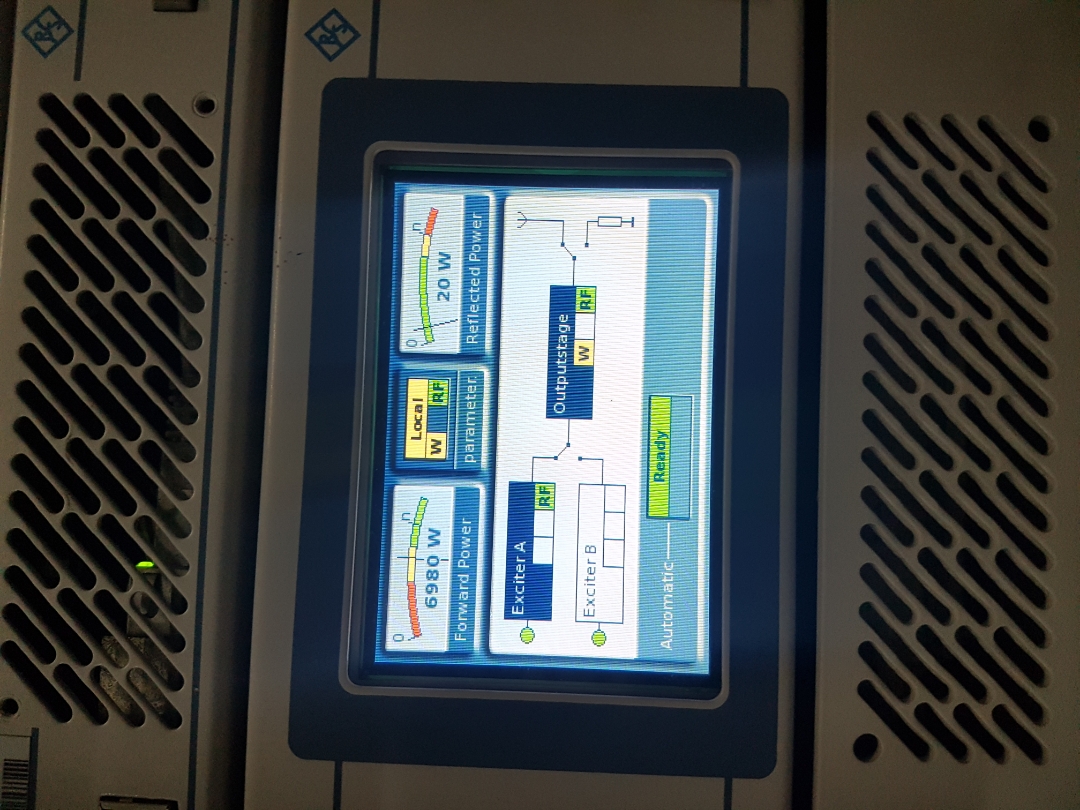 R&S
R&S
0 n
6980 W
Forward Power
Local
W RF
parameter.
0 n
20 W
Reflected Power
Exciter A
RF
Exciter B
Outputstage
W RF
Automatic
Ready